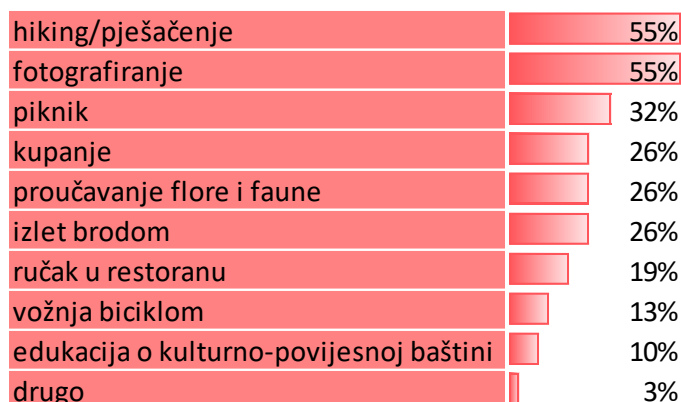 hiking/pješačenje 55%
fotografiranje 55%
piknik 32%
kupanje 26%
proučavanje flore i faune 26%
izlet brodom 26%
ručak u restoranu 19%
vožnja biciklom 13%
edukacija o kulturno-povijesnoj baštini 10%
drugo 3%